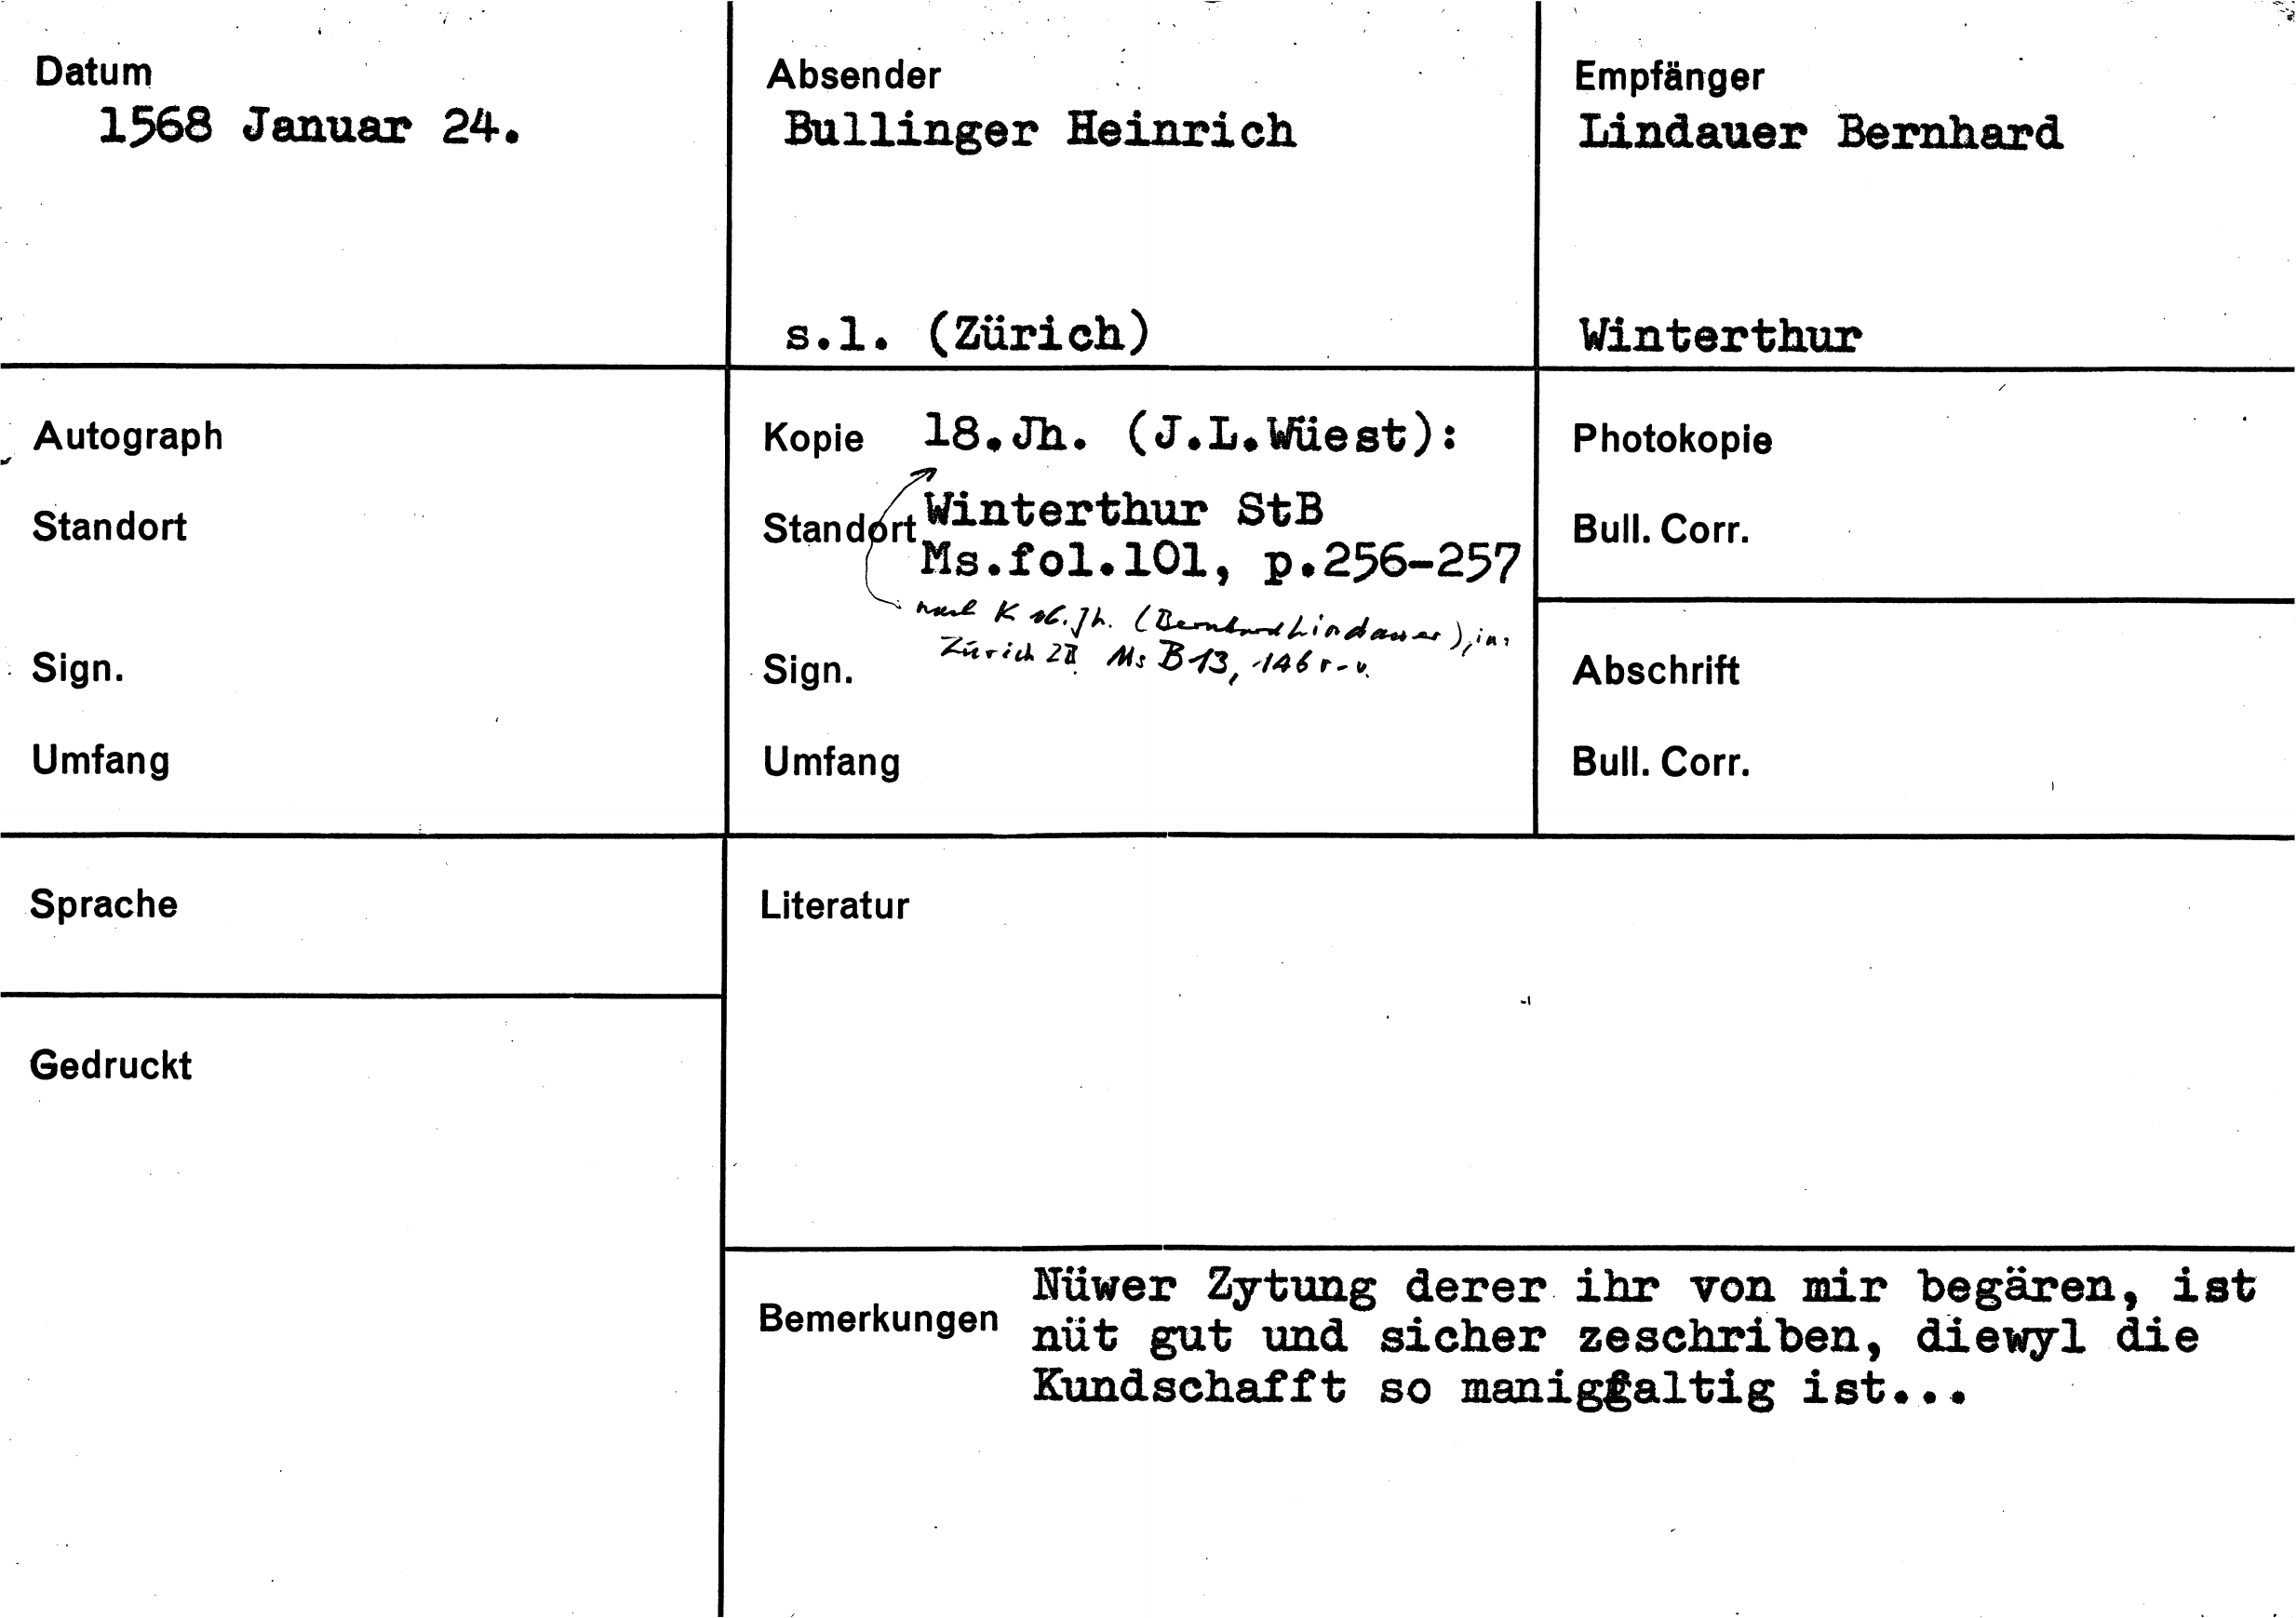 Datum
1568 Januar 24.
Absender
Bullinger Heinrich
s.l. (Zürich)
Empfänger
Lindauer Bernhard
Winterthur
Autograph
Standort
Sign.
Umfang
Kopie 18.Jh. (J.L.Wüest):
Standort Winterthur StB
Ms.fol.101, p.256-257
nach K 16.Jh. (Bernhard Lindauer), in:
Zürich ZB Ms B 13, 146 r-v.
Sign.
Umfang
Photokopie
Bull. Corr.
Abschrift
Bull. Corr.
Sprache
Gedruckt
Literatur
Bemerkungen
Nüwer Zytung derer ihr von mir begären, ist
nüt gut und sicher zeschriben, diewyl die
Kundschafft so manigfaltig ist...